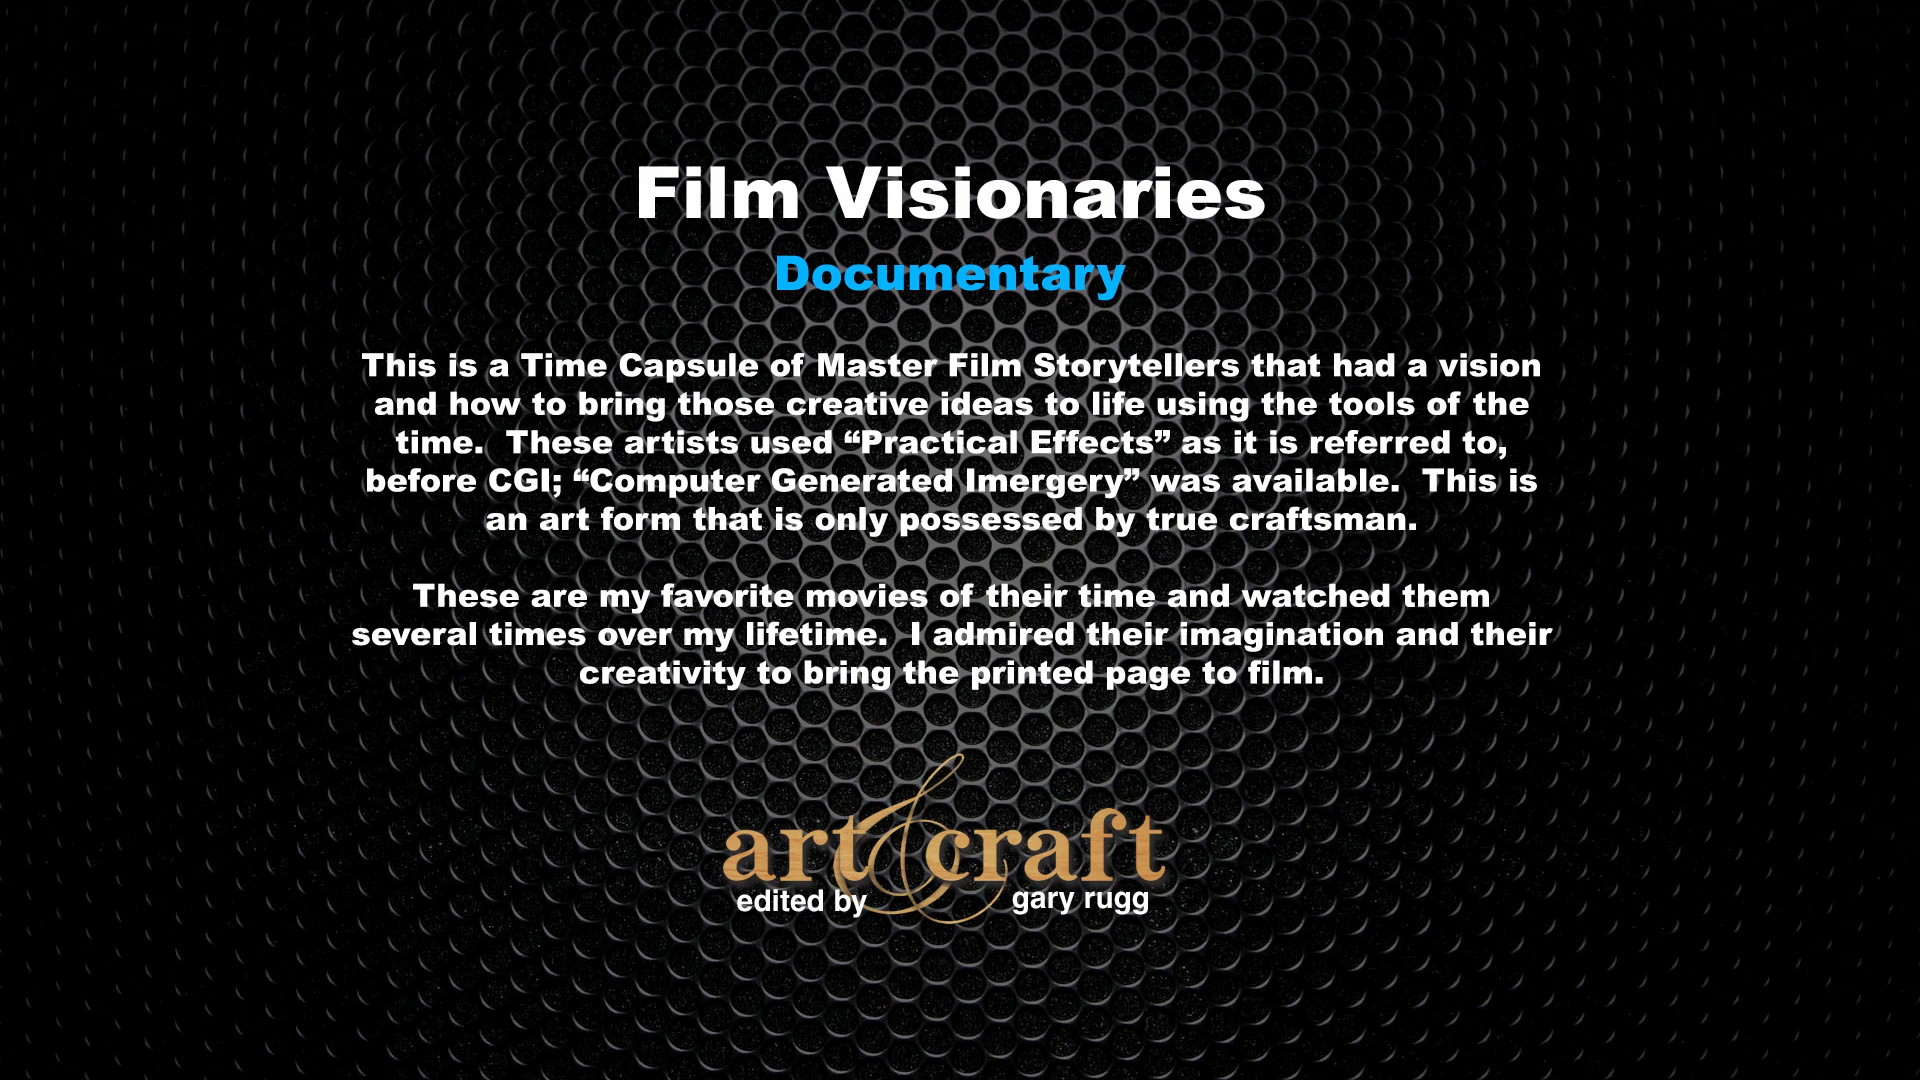 Film Visionaries
Documentary
This is a Time Capsule of Master Film Storytellers that had a vision
and how to bring those creative ideas to life using the tools of the
time.  These artists used “Practical Effects” as it is referred to,
before CGI; “Computer Generated Imergery” was available.  This is
an art form that is only possessed by true craftsman.
These are my favorite movies of their time and watched them
several times over my lifetime.  I admired their imagination and their
creativity to bring the printed page to film.
art & craft
edited by gary rugg